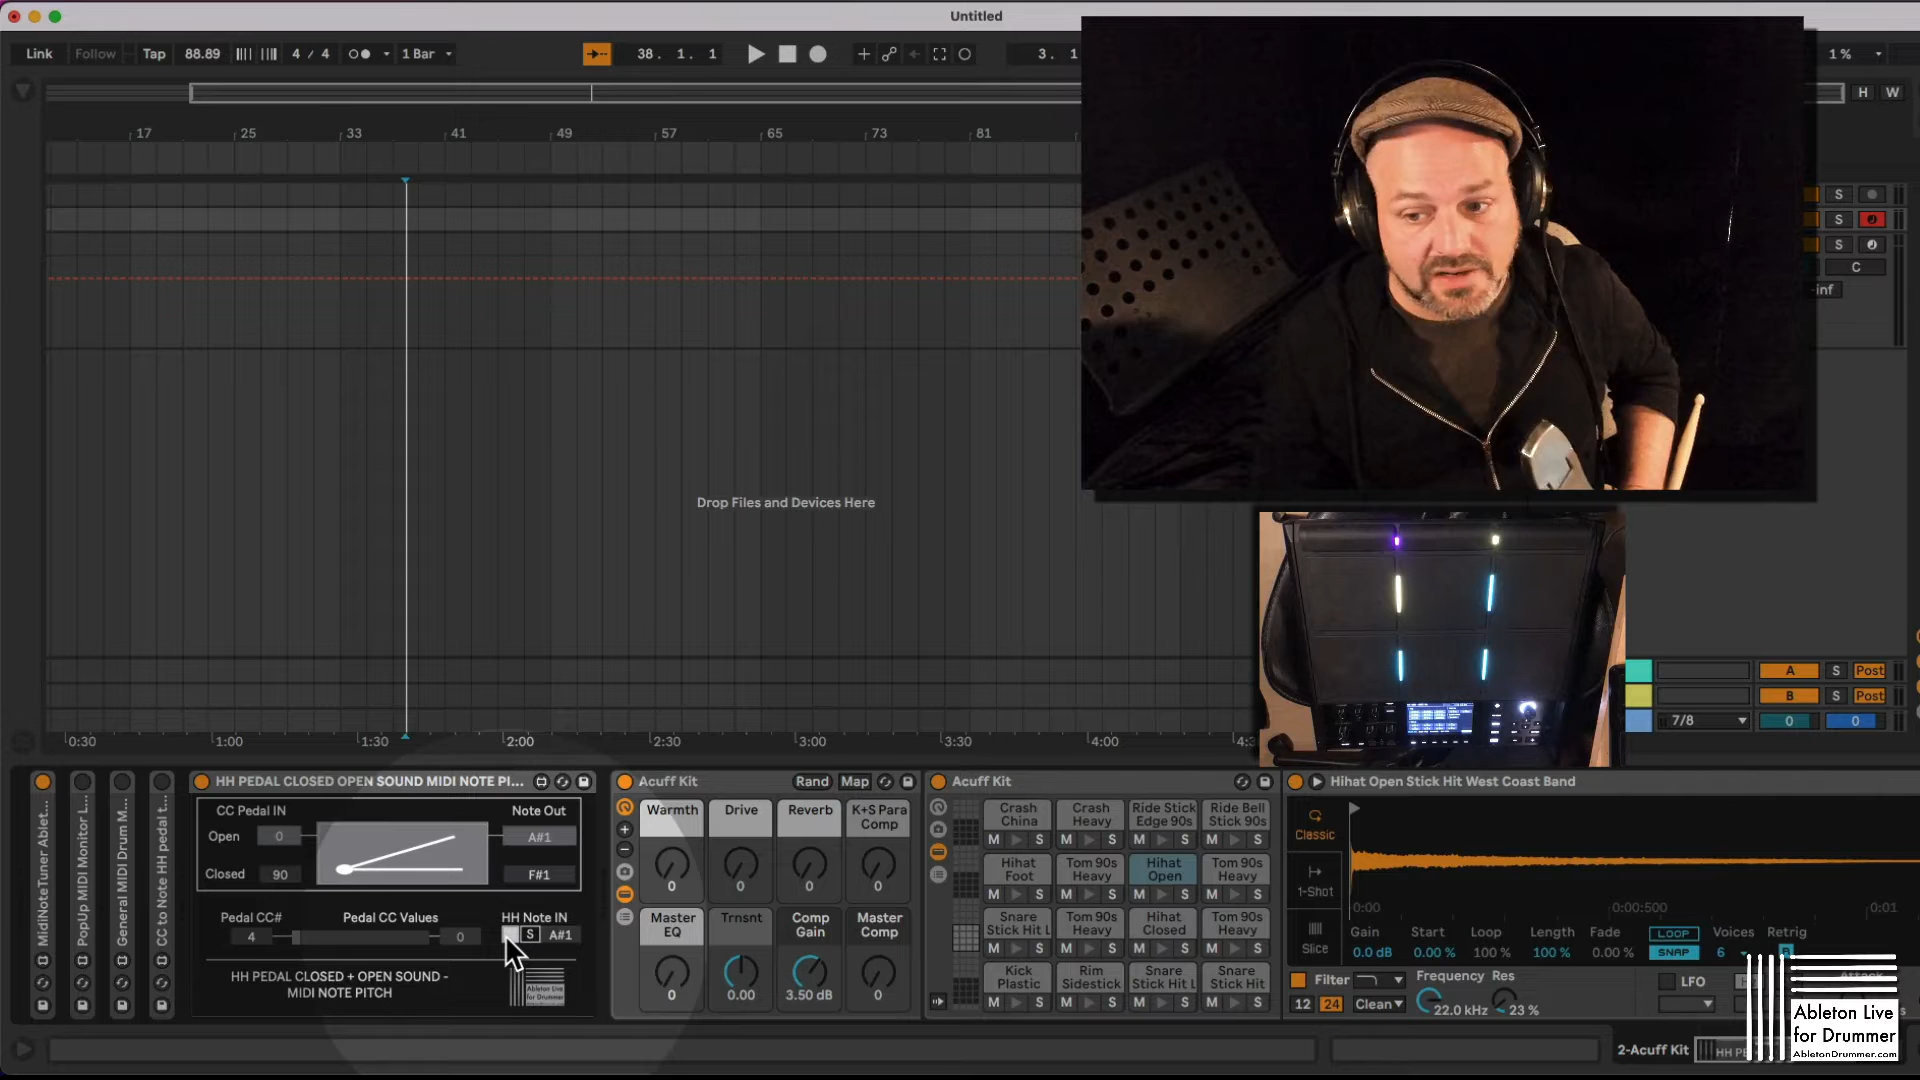 Untitled
Link Follow Tap 88.89 4 / 4 1 Bar 38. 1. 1 3. 1 1 %
H W
17 25 33 41 49 57 65 73 81
S
S
S
C
-inf
Drop Files and Devices Here
A S Post
B S Post
7/8 0 0
0:30 1:00 1:30 2:00 2:30 3:00 3:30 4:00 4:3
MidiNoteTuner Ablet...
PopUp MIDI Monitor L...
General MIDI Drum M...
CC to Note HH pedal t...
HH PEDAL CLOSED OPEN SOUND MIDI NOTE PI...
CC Pedal IN Note Out
Open 0 A#1
Closed 90 F#1
Pedal CC# Pedal CC Values HH Note IN
4 0 S A#1
HH PEDAL CLOSED + OPEN SOUND -
MIDI NOTE PITCH
Ableton Live
for Drummer
Acuff Kit Rand Map
Warmth Drive Reverb K+S Para Comp
0 0 0 0
Master EQ Trnsnt Comp Gain Master Comp
0 0.00 3.50 dB 0
Acuff Kit
Crash China Crash Heavy Ride Stick Edge 90s Ride Bell Stick 90s
M S M S M S M S
Hihat Foot Tom 90s Heavy Hihat Open Tom 90s Heavy
M S M S M S M S
Snare Stick Hit L Tom 90s Heavy Hihat Closed Tom 90s Heavy
M S M S M S M S
Kick Plastic Rim Sidestick Snare Stick Hit L Snare Stick Hit
M S M S M S M S
Hihat Open Stick Hit West Coast Band
Classic
1-Shot
Slice
0:00 0:00:500 0:01
Gain Start Loop Length Fade LOOP Voices Retrig
0.0 dB 0.00 % 100 % 100 % 0.00 % SNAP 6 R
Filter Frequency Res LFO Attack
12 24 Clean 22.0 kHz 23 %
2-Acuff Kit
Ableton Live
for Drummer
AbletonDrummer.com